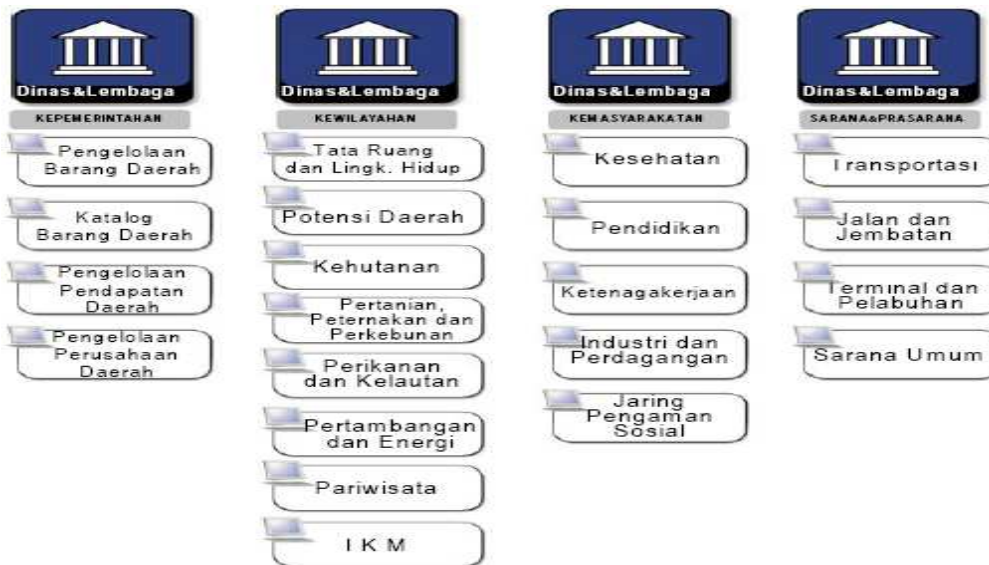 Dinas&Lembaga
KEPEMERINTAHAN
Pengelolaan
Barang Daerah
Katalog
Barang Daerah
Pengelolaan
Pendapatan
Daerah
Pengelolaan
Perusahaan
Daerah
Dinas&Lembaga
KEWILAYAHAN
Tata Ruang
dan Lingk. Hidup
Potensi Daerah
Kehutanan
Pertanian,
Peternakan dan
Perkebunan
Perikanan
dan Kelautan
Pertambangan
dan Energi
Pariwisata
I K M
Dinas&Lembaga
KEMASYARAKATAN
Kesehatan
Pendidikan
Ketenagakerjaan
Industri dan
Perdagangan
Jaring
Pengaman
Sosial
Dinas&Lembaga
SARANA&PRASARANA
Transportasi
Jalan dan
Jembatan
Terminal dan
Pelabuhan
Sarana Umum